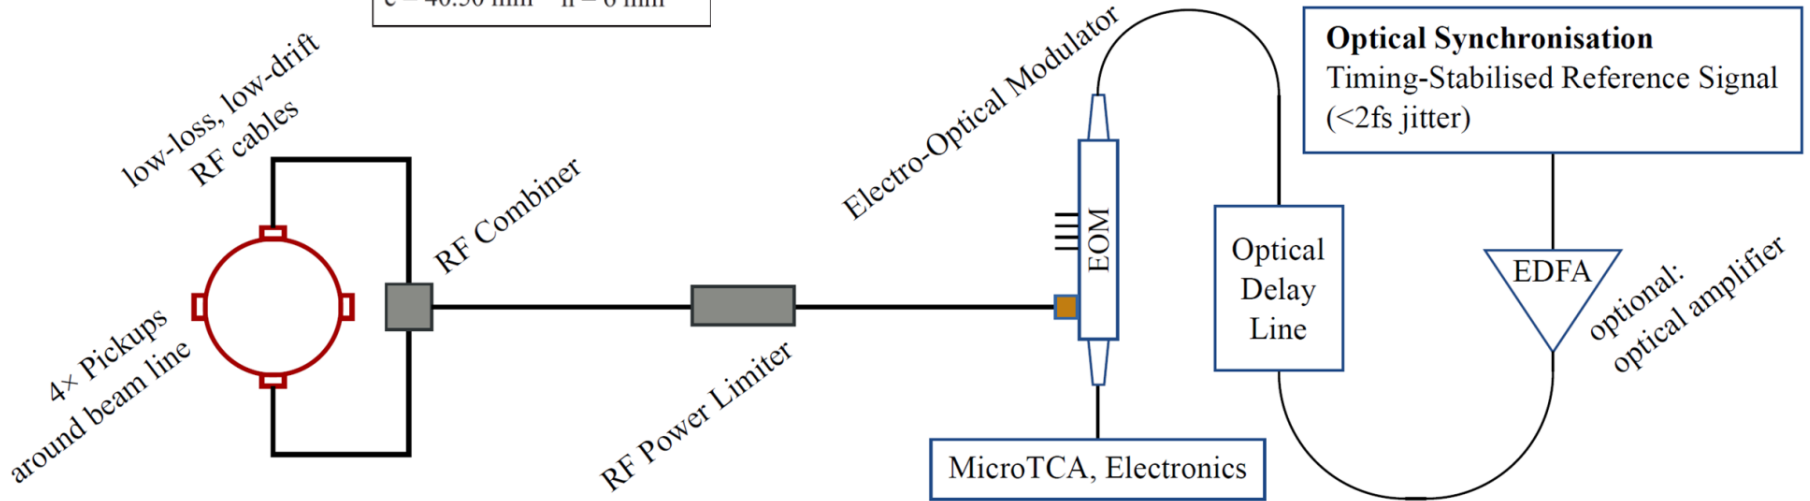 low-loss, low-drift
RF cables
RF Combiner
4× Pickups
around beam line
RF Power Limiter
Electro-Optical Modulator
EOM
MicroTCA, Electronics
Optical
Delay
Line
Optical Synchronisation
Timing-Stabilised Reference Signal
(<2fs jitter)
EDFA
optional:
optical amplifier